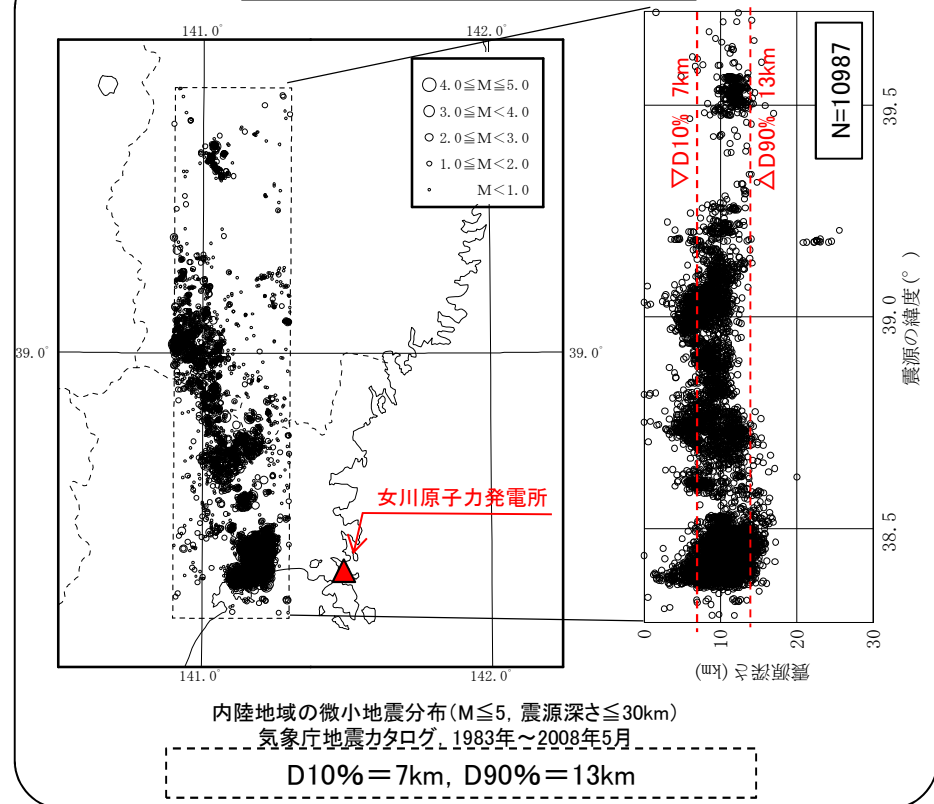 141.0°
142.0°
4.0≦M≦5.0
3.0≦M<4.0
2.0≦M<3.0
1.0≦M<2.0
M<1.0
39.0°
39.0°
女川原子力発電所
141.0°
142.0°
▽D10% 7km
△D90% 13km
N=10987
39.5
39.0
38.5
震源の緯度(°)
0
10
20
30
震源深さ(km)
内陸地域の微小地震分布(M≦5, 震源深さ≦30km)
気象庁地震カタログ, 1983年~2008年5月
D10%=7km, D90%=13km